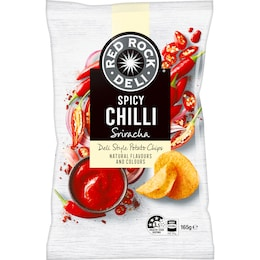 RED ROCK
DELI
SPICY
CHILLI
Sriracha
Deli Style Potato Chips
NATURAL FLAVOURS
AND COLOURS
165g